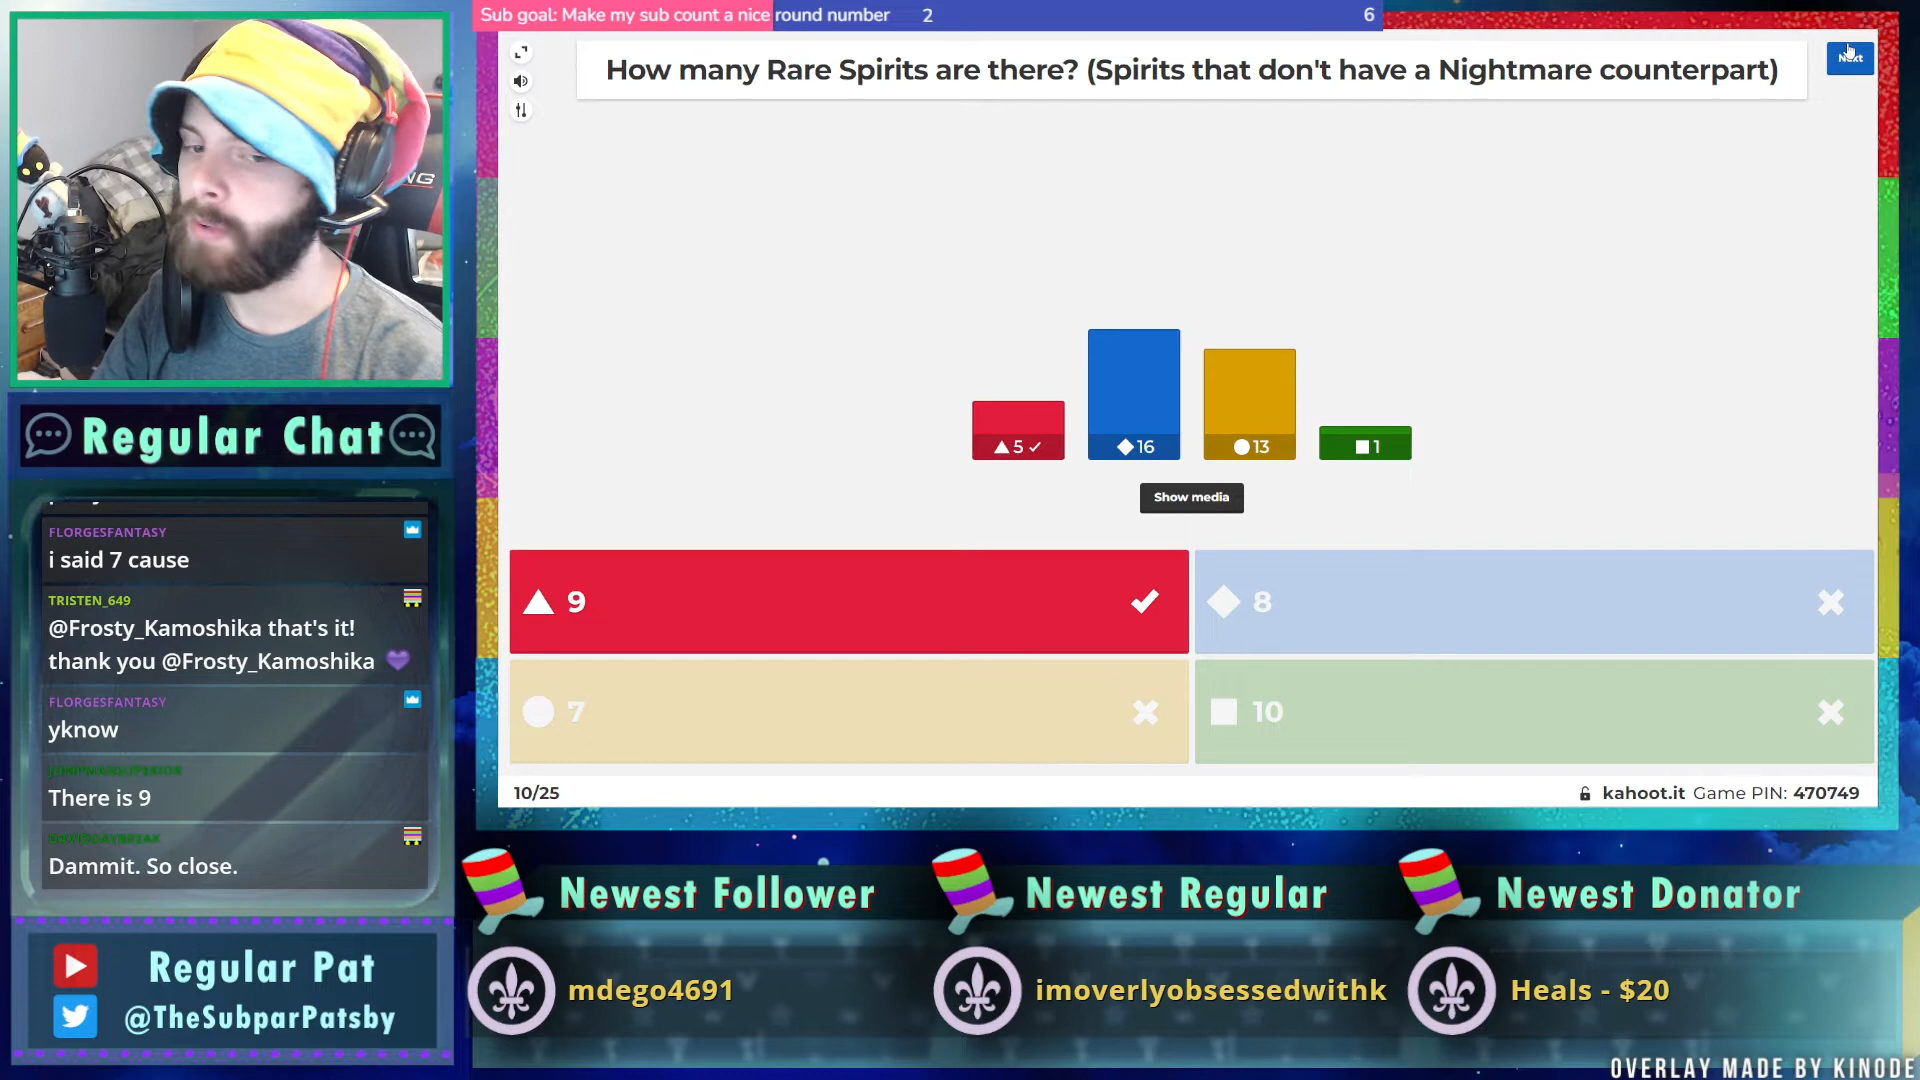 Sub goal: Make my sub count a nice round number 2 6
How many Rare Spirits are there? (Spirits that don't have a Nightmare counterpart)
Next
5
16
13
1
Show media
9
8
7
10
10/25
kahoot.it Game PIN: 470749
Regular Chat
FLORGESFANTASY
i said 7 cause
TRISTEN_649
@Frosty_Kamoshika that's it!
thank you @Frosty_Kamoshika
FLORGESFANTASY
yknow
There is 9
Dammit. So close.
Regular Pat
@TheSubparPatsby
Newest Follower
mdego4691
Newest Regular
imoverlyobsessedwithk
Newest Donator
Heals - $20
OVERLAY MADE BY KINODE